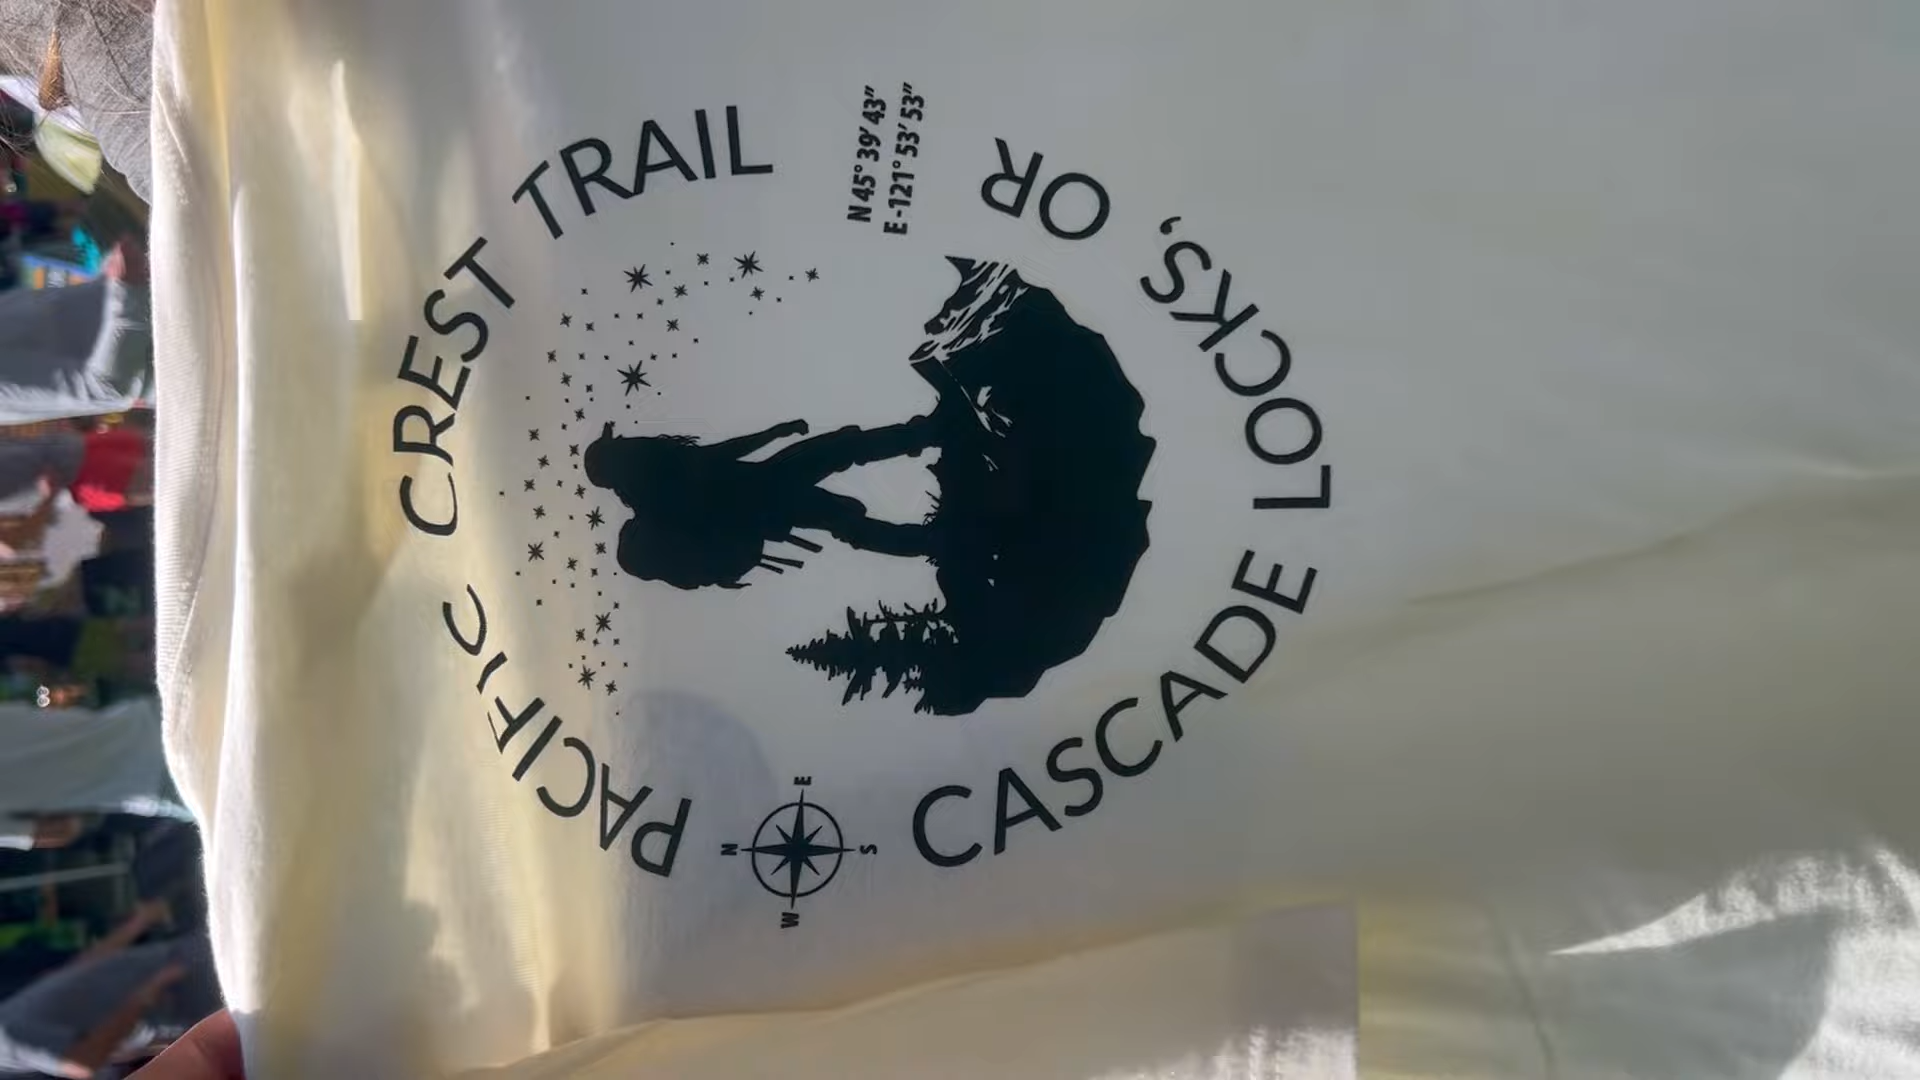 PACIFIC CREST TRAIL
N 45° 39' 43"
E -121° 53' 53"
N
W
E
S
CASCADE LOCKS, OR